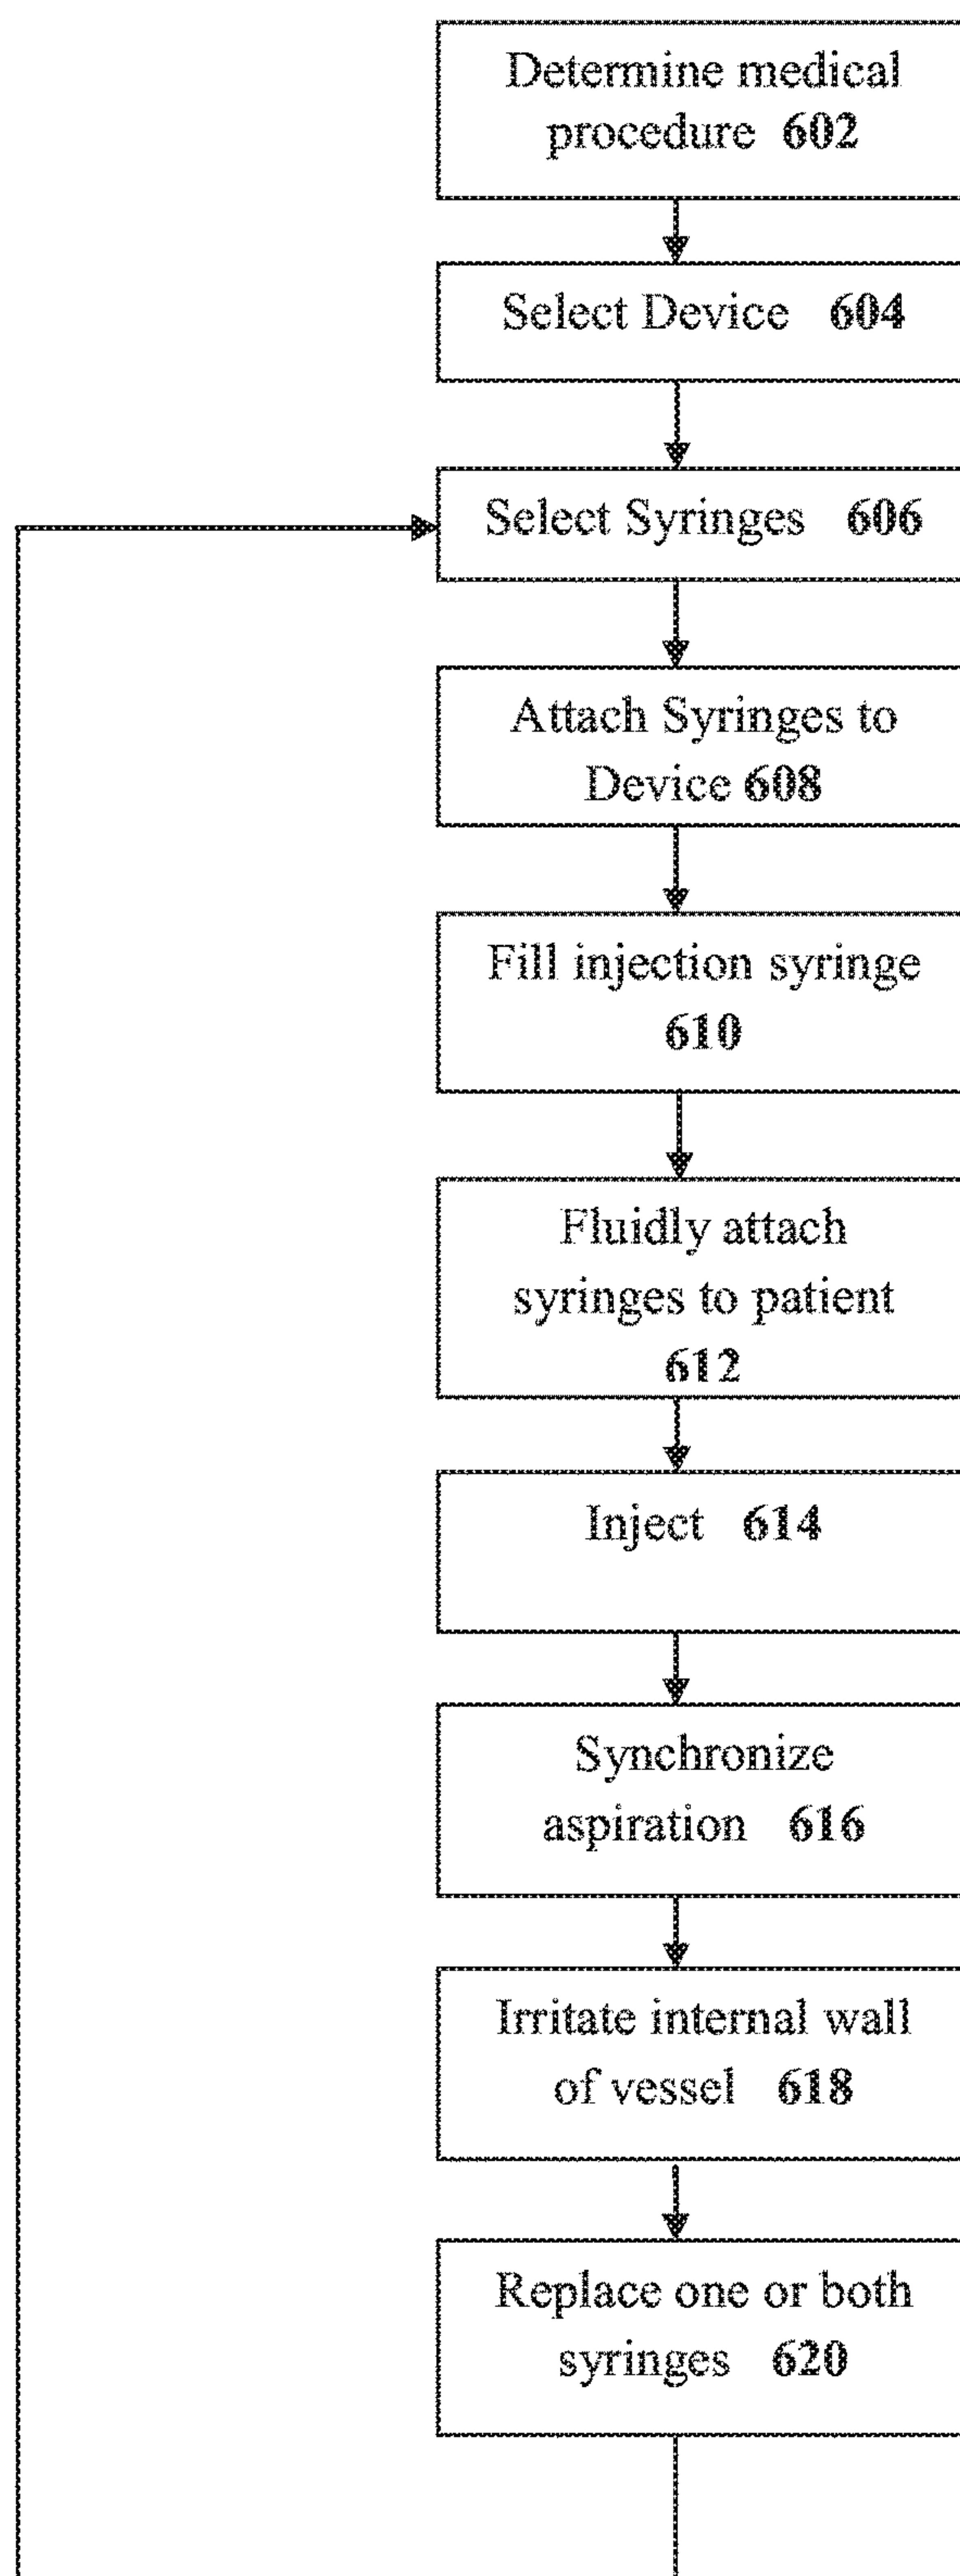 Determine medical
procedure 602
Select Device 604
Select Syringes 606
Attach Syringes to
Device 608
Fill injection syringe
610
Fluidly attach
syringes to patient
612
Inject 614
Synchronize
aspiration 616
Irritate internal wall
of vessel 618
Replace one or both
syringes 620